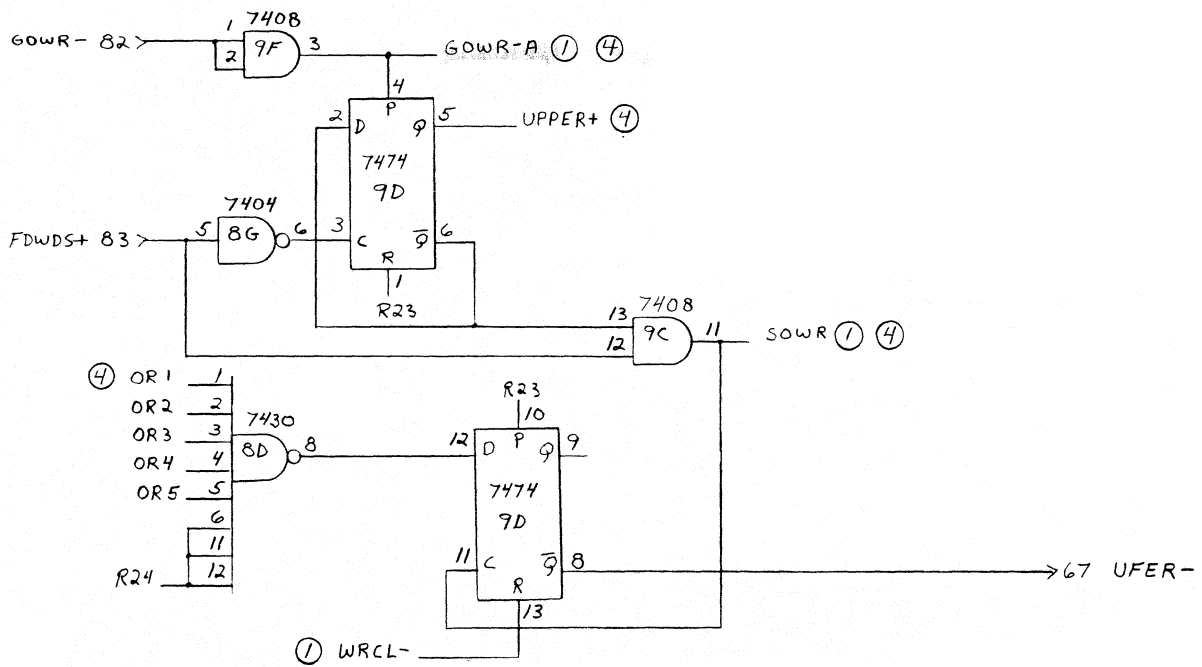 7408
GOWR- 82 1 2 9F 3 GOWR-A 1 4
4
2 D P Q 5 UPPER+ 4
7474
9D
7404
FDWDS+ 83 5 8G 6 3 C Q 6
R
1
R23
7408
13 12 9C 11 SOWR 1 4
4 OR1 1
OR2 2
OR3 3
OR4 4
OR5 5
6
11
R24 12
7430
8D 8
R23
10
12 D P Q 9
7474
9D
11 C Q 8 67 UFER-
R
13
1 WRCL-